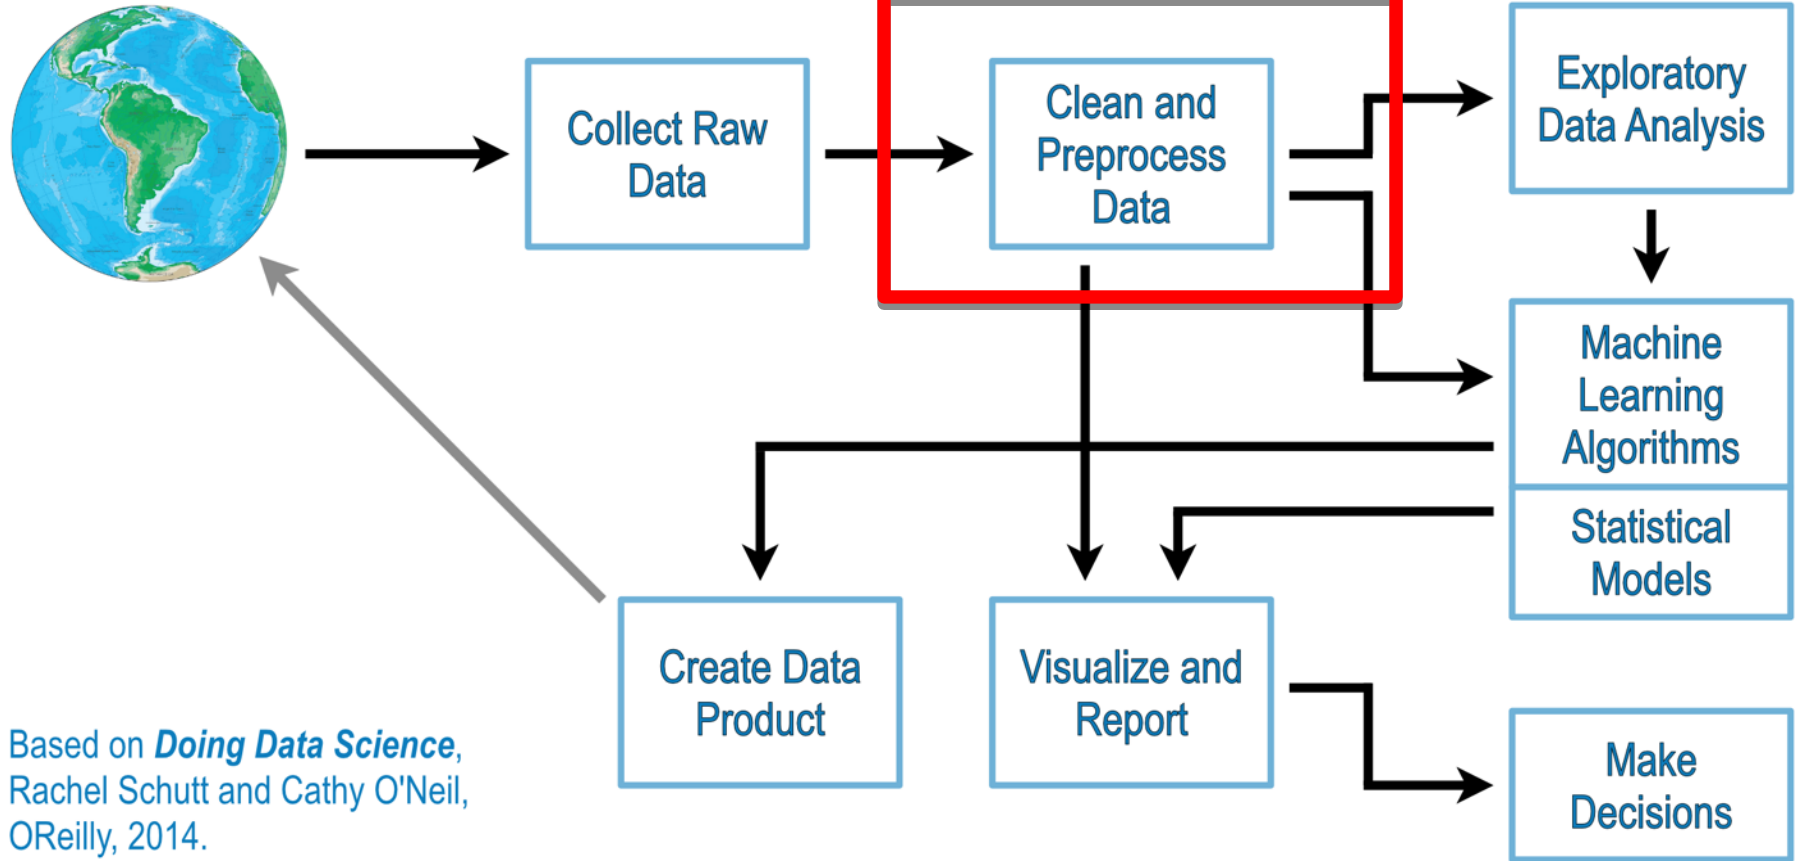 Collect Raw
Data
Clean and
Preprocess
Data
Exploratory
Data Analysis
Machine
Learning
Algorithms
Statistical
Models
Create Data
Product
Visualize and
Report
Make
Decisions
Based on Doing Data Science,
Rachel Schutt and Cathy O'Neil,
OReilly, 2014.